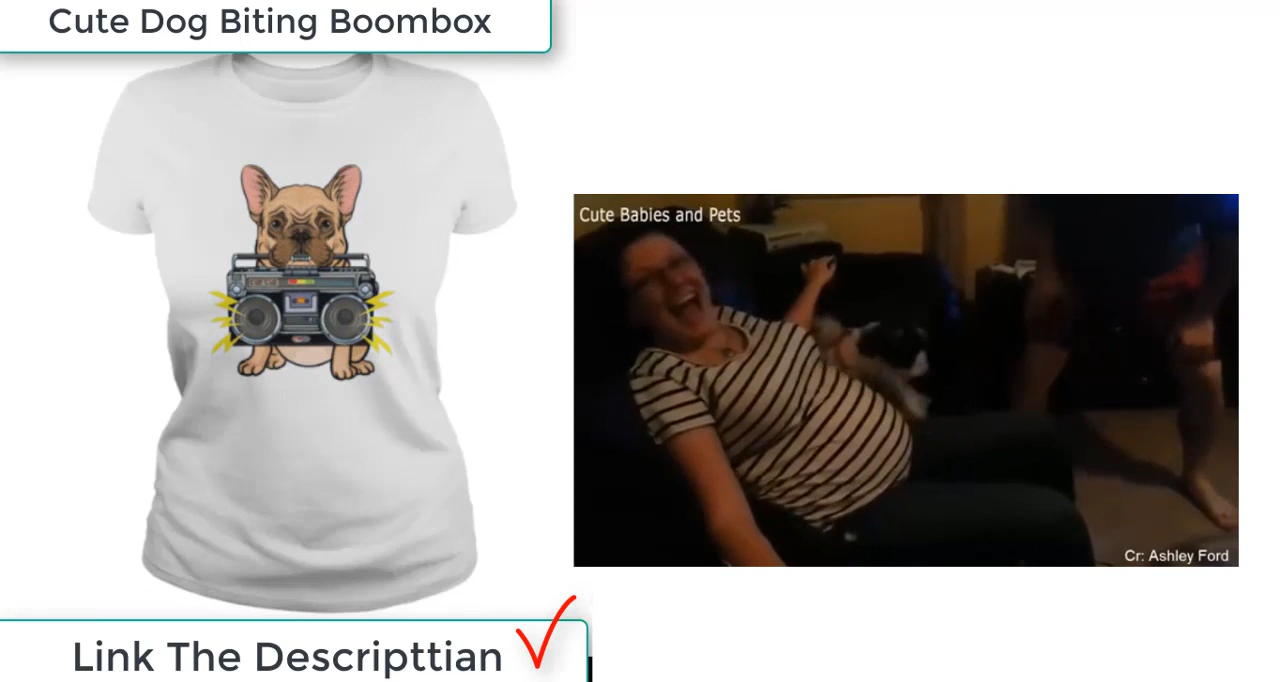 Cute Dog Biting Boombox
Cute Babies and Pets
Cr: Ashley Ford
Link The Descripttian